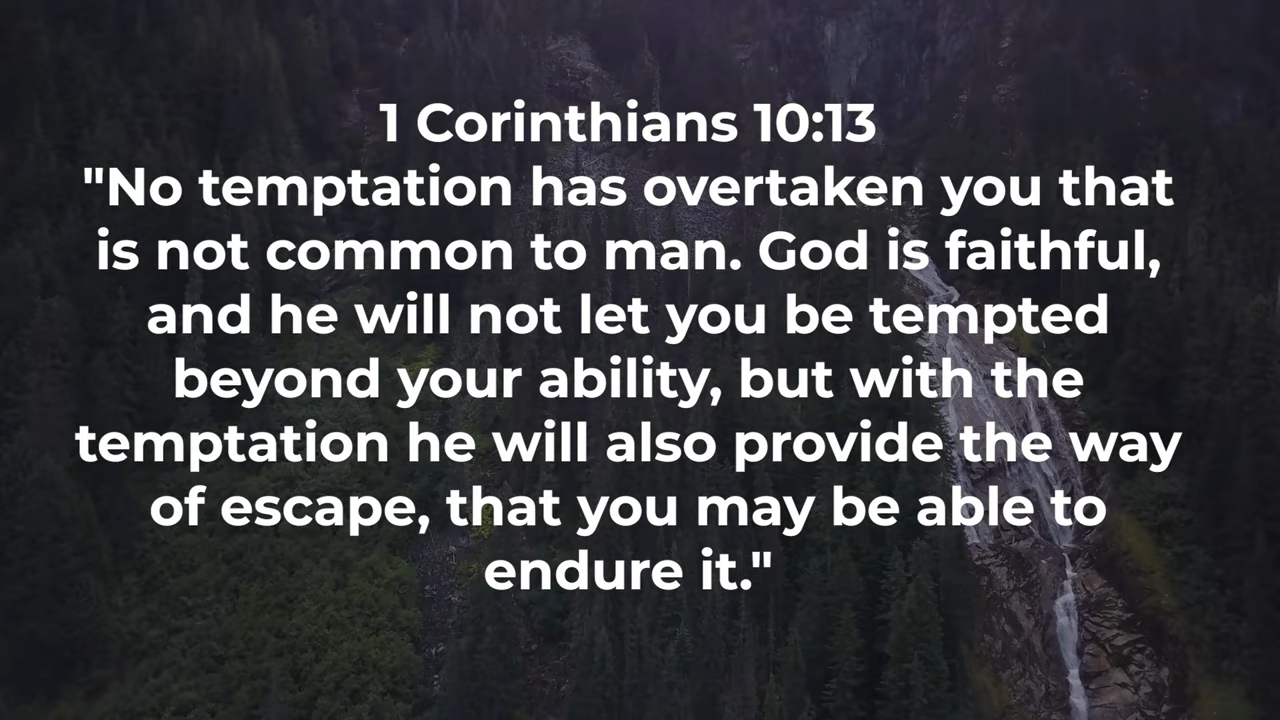 1 Corinthians 10:13
"No temptation has overtaken you that
is not common to man. God is faithful,
and he will not let you be tempted
beyond your ability, but with the
temptation he will also provide the way
of escape, that you may be able to
endure it."